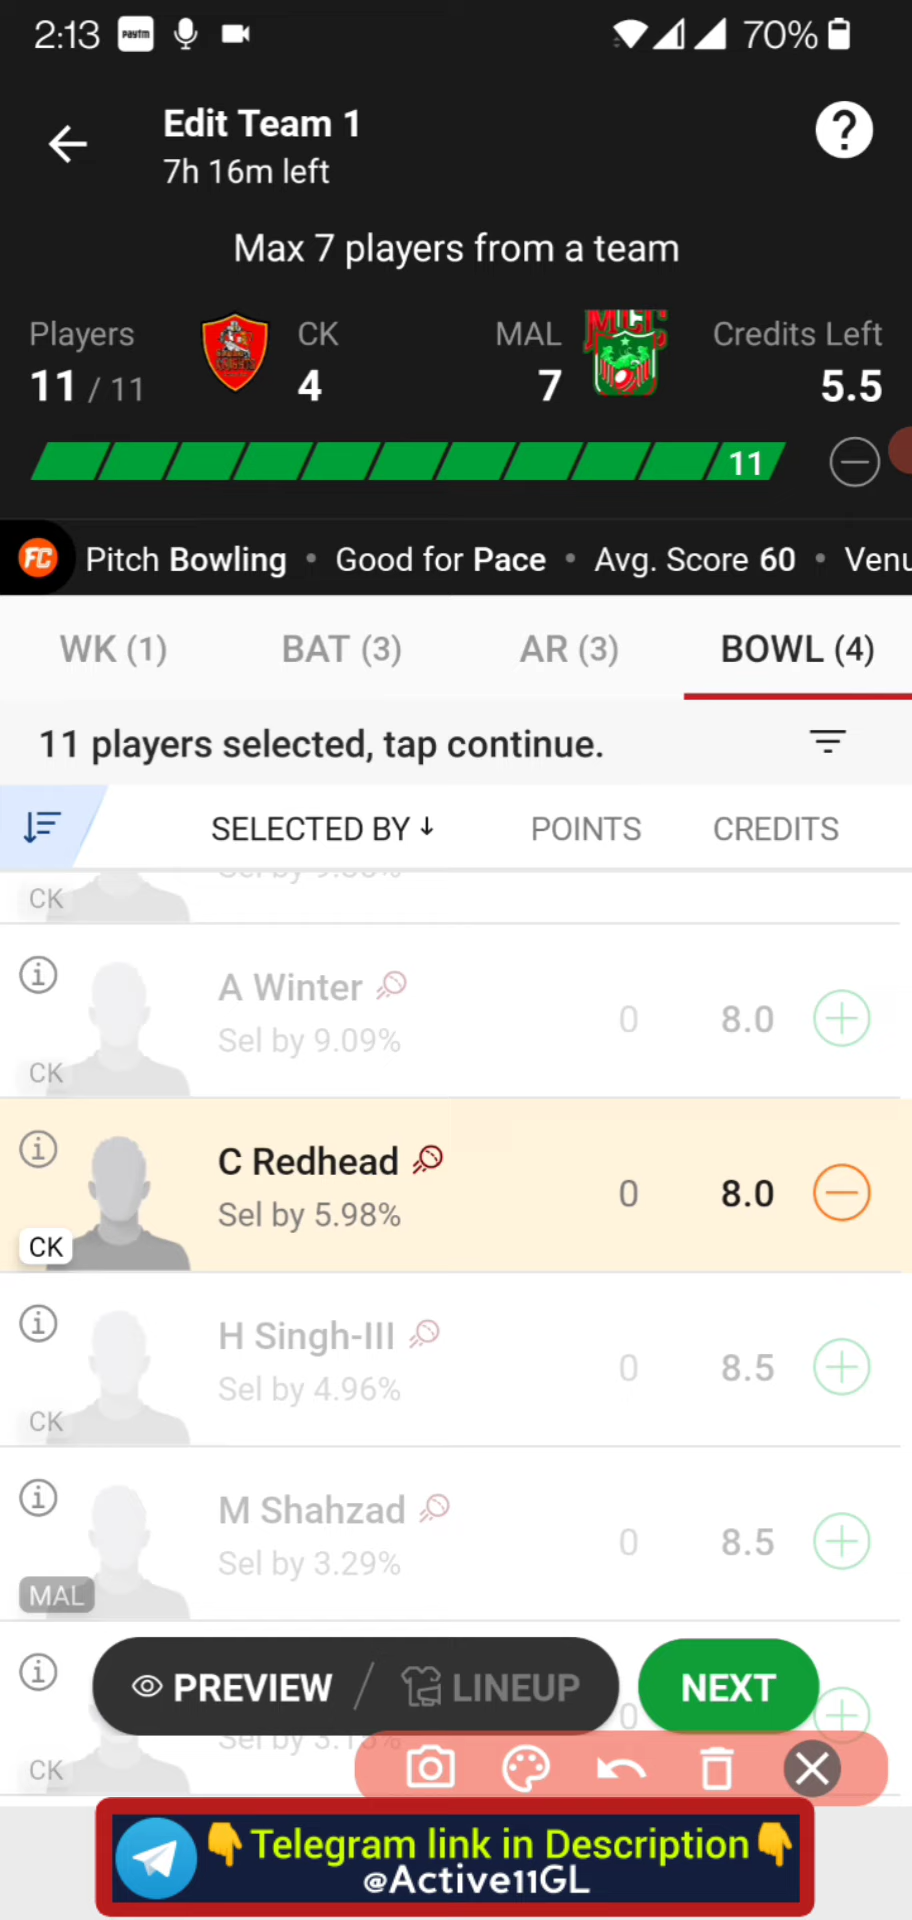 2:13 paytm 70%
Edit Team 1
7h 16m left
?
Max 7 players from a team
Players CK MAL Credits Left
11 / 11 4 7 5.5
11
FC Pitch Bowling • Good for Pace • Avg. Score 60 • Venu
WK (1) BAT (3) AR (3) BOWL (4)
11 players selected, tap continue.
SELECTED BY ↓ POINTS CREDITS
CK
A Winter
Sel by 9.09% 0 8.0
CK
C Redhead
Sel by 5.98% 0 8.0
CK
H Singh-III
Sel by 4.96% 0 8.5
CK
M Shahzad
Sel by 3.29% 0 8.5
MAL
PREVIEW / LINEUP NEXT
0
CK
👇Telegram link in Description👇
@Active11GL